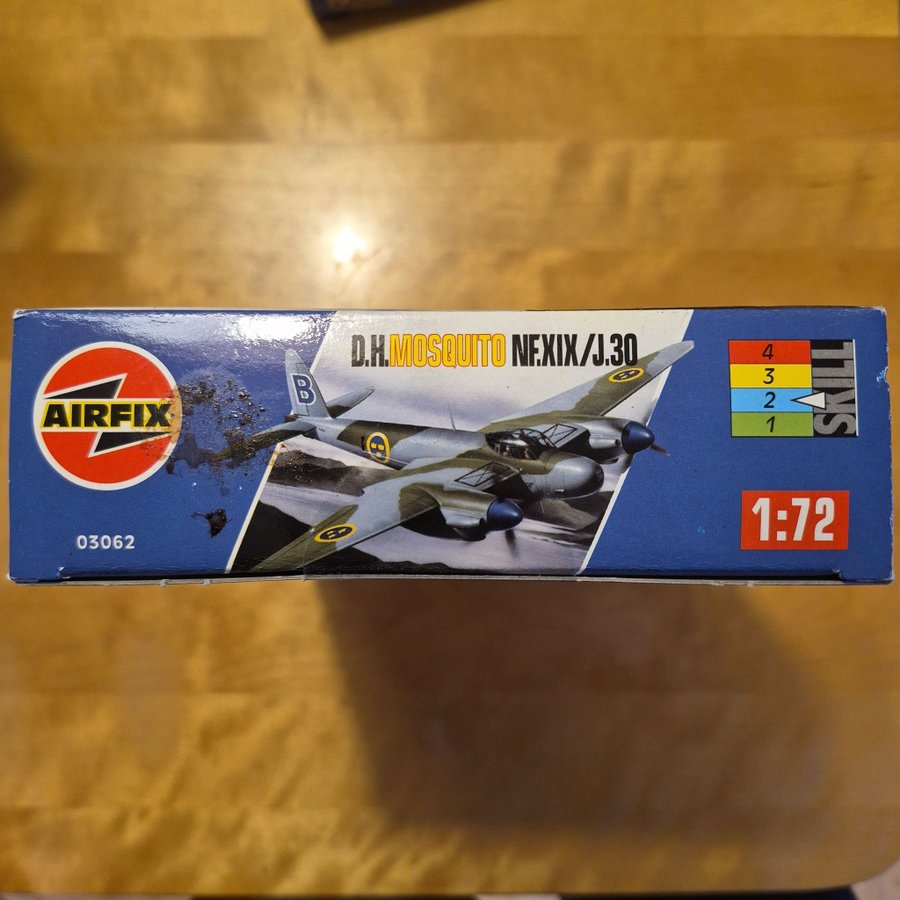 D.H.MOSQUITO NF.XIX/J.30
AIRFIX
03062
B
4
3
2
1
SKILL
1:72